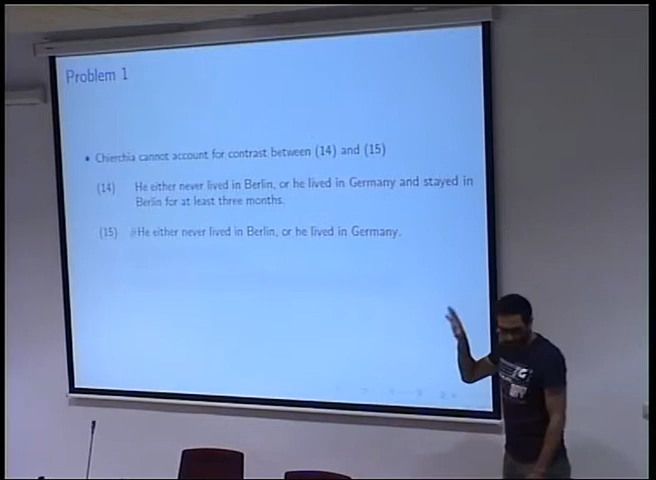 Problem 1
• Chierchia cannot account for contrast between (14) and (15)
(14) He either never lived in Berlin, or he lived in Germany and stayed in
Berlin for at least three months.
(15) #He either never lived in Berlin, or he lived in Germany.